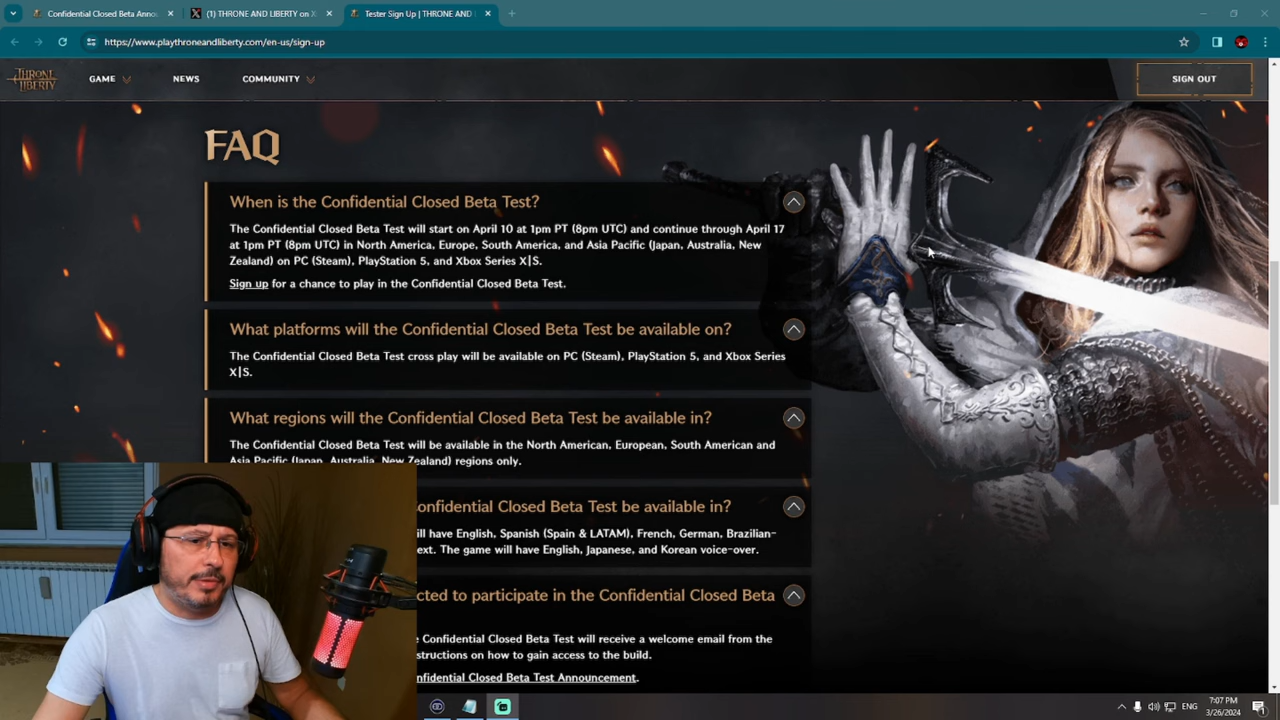 Confidential Closed Beta Anno
(1) THRONE AND LIBERTY on X
Tester Sign Up | THRONE AND
https://www.playthroneandliberty.com/en-us/sign-up
THRONE
LIBERTY
GAME
NEWS
COMMUNITY
SIGN OUT
FAQ
When is the Confidential Closed Beta Test?
The Confidential Closed Beta Test will start on April 10 at 1pm PT (8pm UTC) and continue through April 17
at 1pm PT (8pm UTC) in North America, Europe, South America, and Asia Pacific (Japan, Australia, New
Zealand) on PC (Steam), PlayStation 5, and Xbox Series X|S.
Sign up for a chance to play in the Confidential Closed Beta Test.
What platforms will the Confidential Closed Beta Test be available on?
The Confidential Closed Beta Test cross play will be available on PC (Steam), PlayStation 5, and Xbox Series
X|S.
What regions will the Confidential Closed Beta Test be available in?
The Confidential Closed Beta Test will be available in the North American, European, South American and
Asia Pacific (Japan, Australia, New Zealand) regions only.
onfidential Closed Beta Test be available in?
ill have English, Spanish (Spain & LATAM), French, German, Brazilian-
ext. The game will have English, Japanese, and Korean voice-over.
cted to participate in the Confidential Closed Beta
e Confidential Closed Beta Test will receive a welcome email from the
structions on how to gain access to the build.
nfidential Closed Beta Test Announcement.
ENG
7:07 PM
3/26/2024